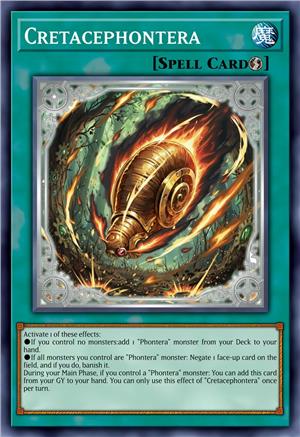 CRETACEPHONTERA
魔
[SPELL CARD]
Activate 1 of these effects:
●If you control no monsters:add 1 "Phontera" monster from your Deck to your
hand.
●If all monsters you control are "Phontera" monster: Negate 1 face-up card on the
field, and if you do, banish it.
During your Main Phase, if you control a "Phontera" monster: You can add this
card from your GY to your hand. You can only use this effect of "Cretacephontera" once
per turn.